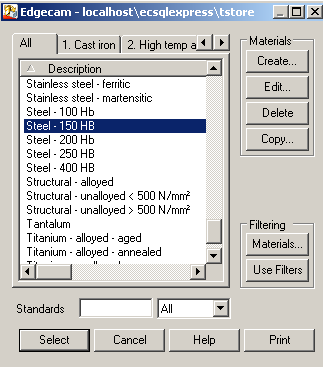 Edgecam - localhost\ecsqlexpress\tstore
All
1. Cast iron
2. High temp a
Description
Stainless steel - ferritic
Stainless steel - martensitic
Steel - 100 Hb
Steel - 150 HB
Steel - 200 Hb
Steel - 250 HB
Steel - 400 HB
Structural - alloyed
Structural - unalloyed < 500 N/mm²
Structural - unalloyed > 500 N/mm²
Tantalum
Titanium - alloyed - aged
Titanium - alloyed - annealed
Materials
Create...
Edit...
Delete
Copy...
Filtering
Materials...
Use Filters
Standards
All
Select
Cancel
Help
Print